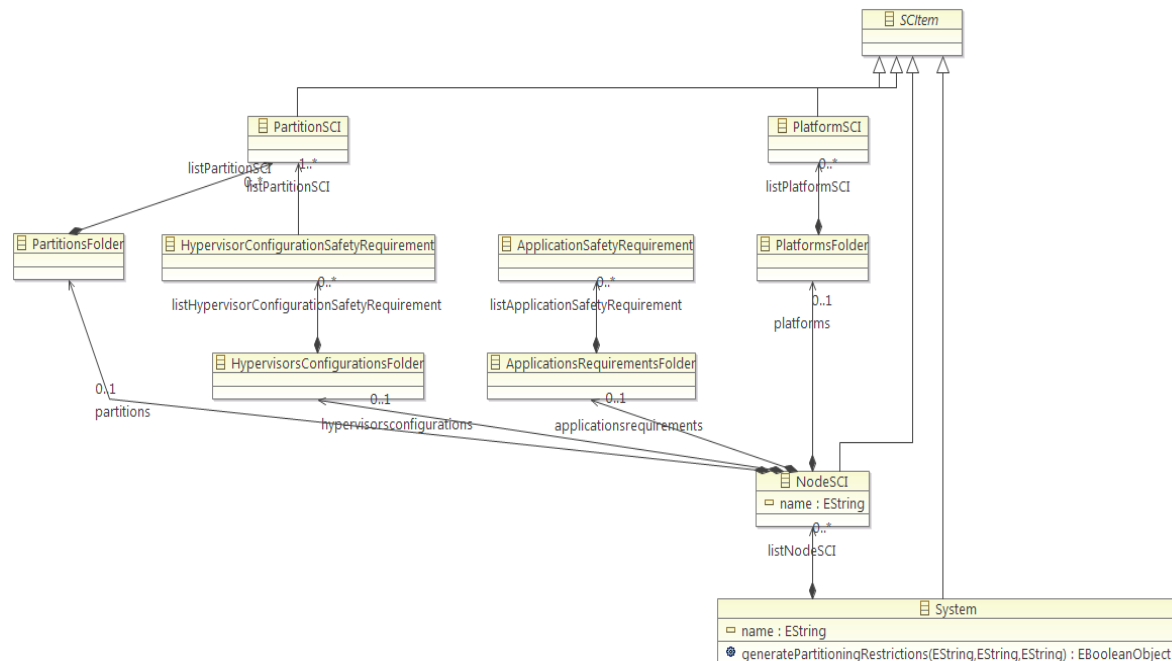 SCItem
PartitionSCI
PlatformSCI
listPartitionSCI
0..*
1..*
listPartitionSCI
0..*
listPlatformSCI
PartitionsFolder
HypervisorConfigurationSafetyRequirement
ApplicationSafetyRequirement
PlatformsFolder
0..*
listHypervisorConfigurationSafetyRequirement
0..*
listApplicationSafetyRequirement
0..1
platforms
HypervisorsConfigurationsFolder
ApplicationsRequirementsFolder
0..1
partitions
0..1
hypervisorsconfigurations
0..1
applicationsrequirements
NodeSCI
name : EString
0..*
listNodeSCI
System
name : EString
generatePartitioningRestrictions(EString,EString,EString) : EBooleanObject